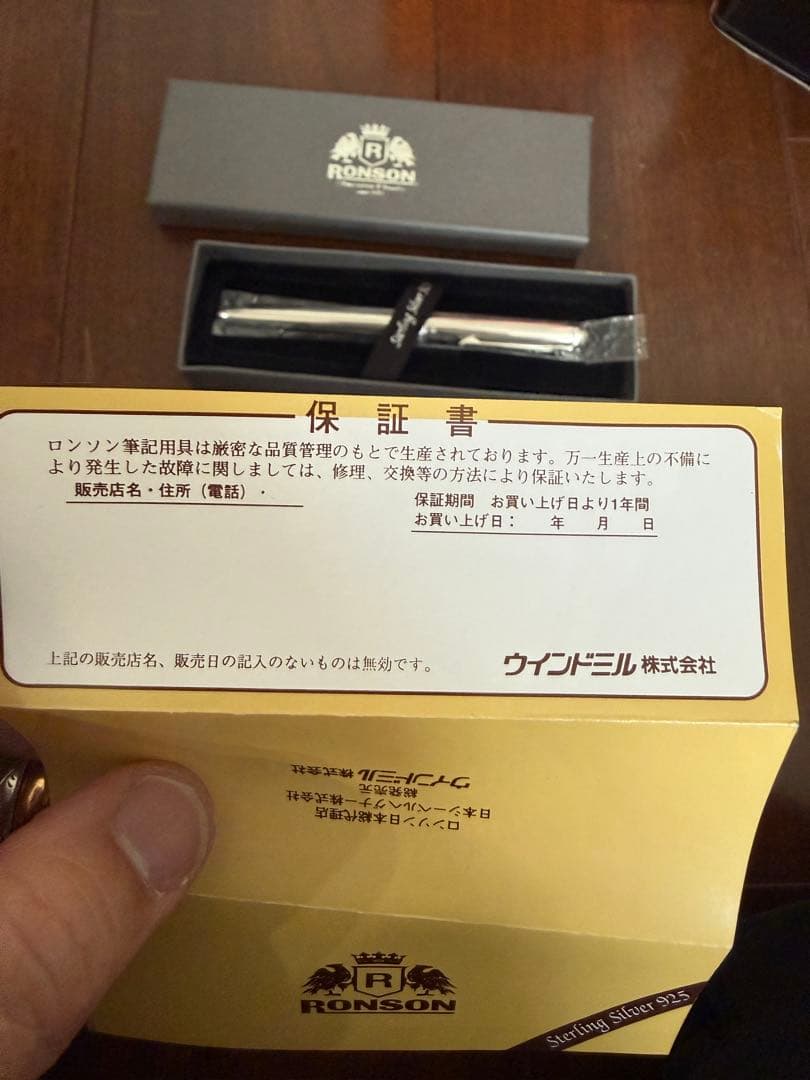 R
RONSON
Sterling Silver
保証書
ロンソン筆記用具は厳密な品質管理のもとで生産されております。万一生産上の不備に
より発生した故障に関しましては、修理、交換等の方法により保証いたします。
販売店名・住所（電話）・
保証期間 お買い上げ日より1年間
お買い上げ日： 年 月 日
上記の販売店名、販売日の記入のないものは無効です。
ウインドミル株式会社
ロンソン日本総代理店
日本シーベルヘグナー株式会社
総発売元
ウインドミル株式会社
R
RONSON
Sterling Silver 925